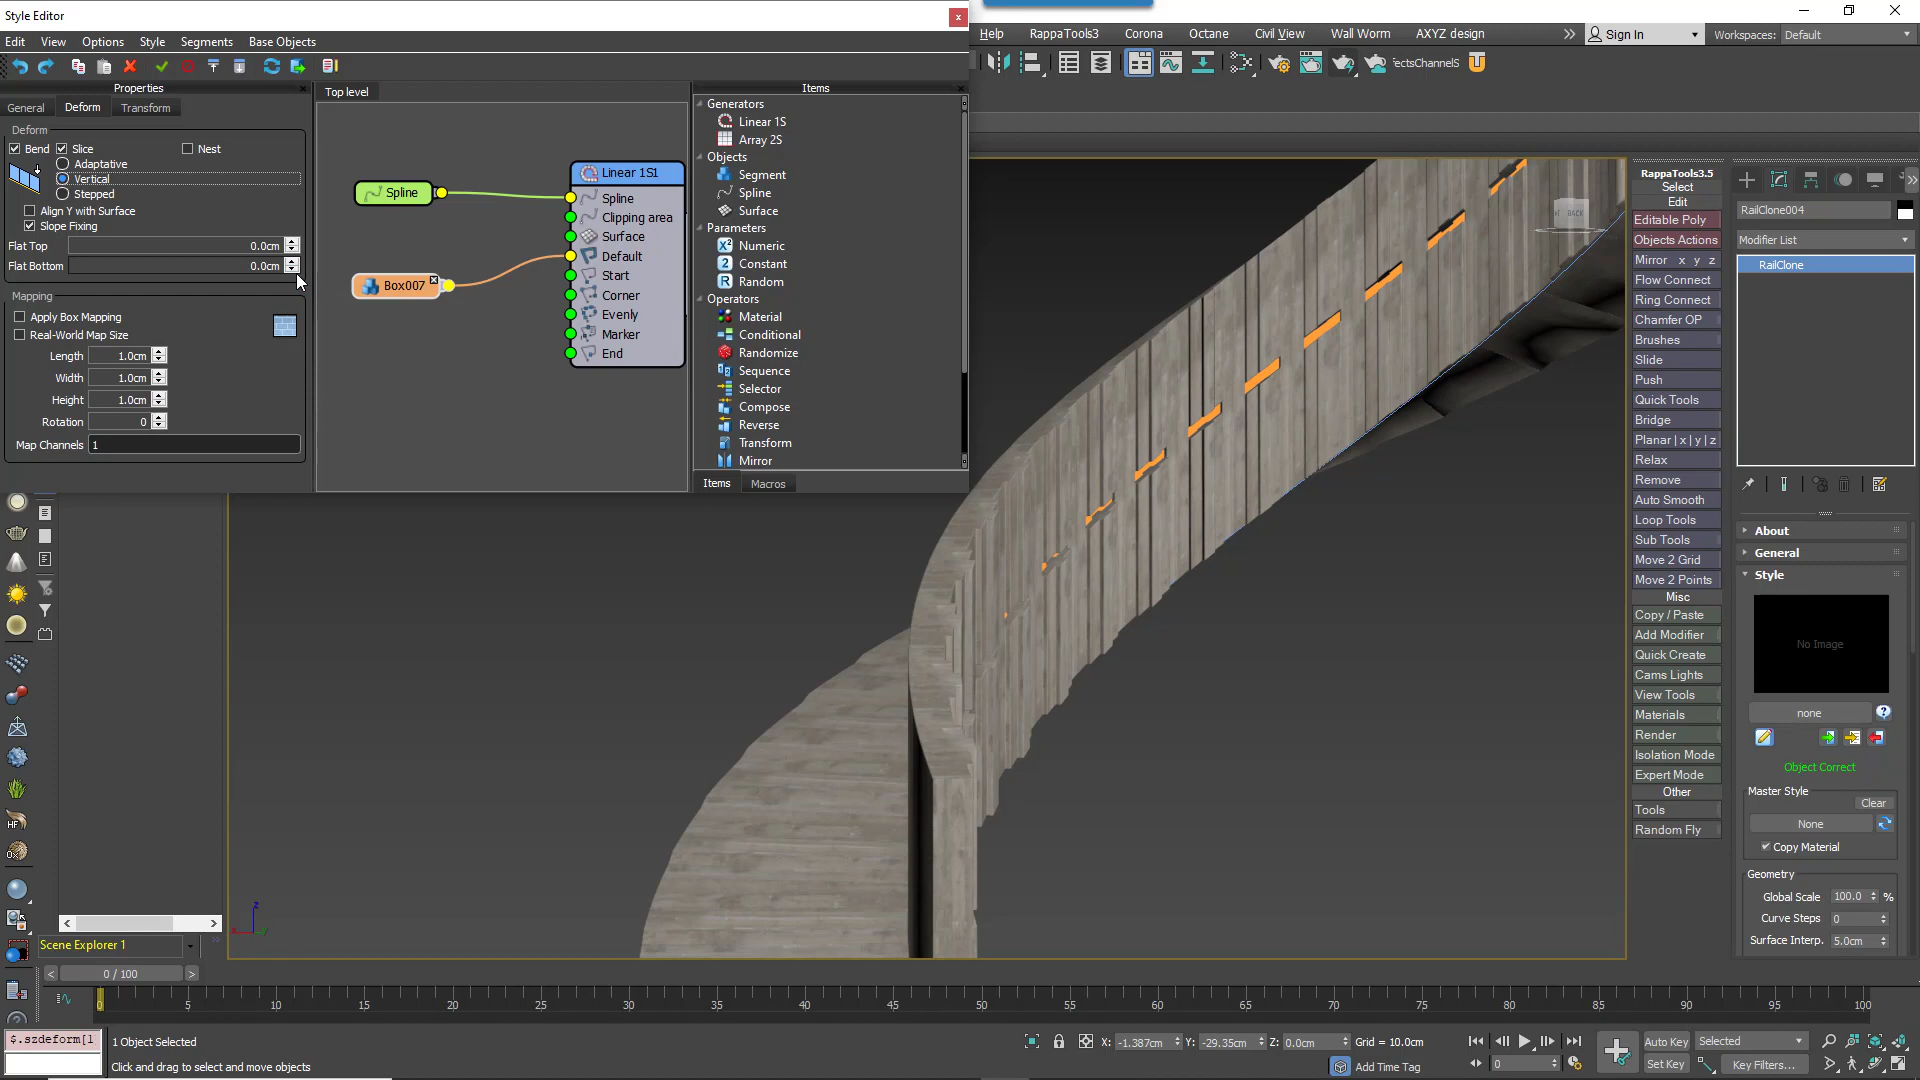 Style Editor
x
Edit View Options Style Segments Base Objects
Help RappaTools3 Corona Octane Civil View Wall Worm AXYZ design
Sign In
Workspaces: Default
ectsChannelS
Properties
General Deform Transform
Deform
Bend Slice Nest
Adaptative
Vertical
Stepped
Align Y with Surface
Slope Fixing
Flat Top 0.0cm
Flat Bottom 0.0cm
Mapping
Apply Box Mapping
Real-World Map Size
Length 1.0cm
Width 1.0cm
Height 1.0cm
Rotation 0
Map Channels 1
Top level
Spline
Box007
Linear 1S1
Spline
Clipping area
Surface
Default
Start
Corner
Evenly
Marker
End
Items
Generators
Linear 1S
Array 2S
Objects
Segment
Spline
Surface
Parameters
Numeric
Constant
Random
Operators
Material
Conditional
Randomize
Sequence
Selector
Compose
Reverse
Transform
Mirror
Items Macros
BACK
RappaTools3.5
Select
Edit
Editable Poly
Objects Actions
Mirror x y z
Flow Connect
Ring Connect
Chamfer OP
Brushes
Slide
Push
Quick Tools
Bridge
Planar | x | y | z
Relax
Remove
Auto Smooth
Loop Tools
Sub Tools
Move 2 Grid
Move 2 Points
Misc
Copy / Paste
Add Modifier
Quick Create
Cams Lights
View Tools
Materials
Render
Isolation Mode
Expert Mode
Other
Tools
Random Fly
RailClone004
Modifier List
RailClone
About
General
Style
No Image
none
Object Correct
Master Style
Clear
None
Copy Material
Geometry
Global Scale 100.0 %
Curve Steps 0
Surface Interp. 5.0cm
z
Scene Explorer 1
< 0 / 100 >
0 5 10 15 20 25 30 35 40 45 50 55 60 65 70 75 80 85 90 95 100
$.szdeform[1
1 Object Selected
Click and drag to select and move objects
X: -1.387cm Y: -29.35cm Z: 0.0cm Grid = 10.0cm
Add Time Tag
0
Auto Key Selected
Set Key Key Filters...